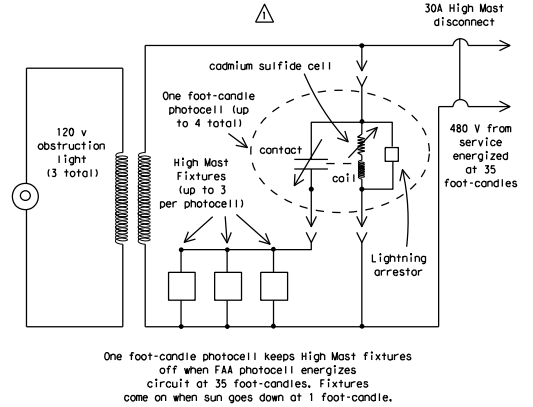 1
30A High Mast
disconnect
cadmium sulfide cell
One foot-candle
photocell (up
to 4 total)
120 v
obstruction
light
(3 total)
contact
480 V from
service
energized
at 35
foot-candles
High Mast
Fixtures
(up to 3
per photocell)
coil
Lightning
arrestor
One foot-candle photocell keeps High Mast fixtures
off when FAA photocell energizes
circuit at 35 foot-candles. Fixtures
come on when sun goes down at 1 foot-candle.